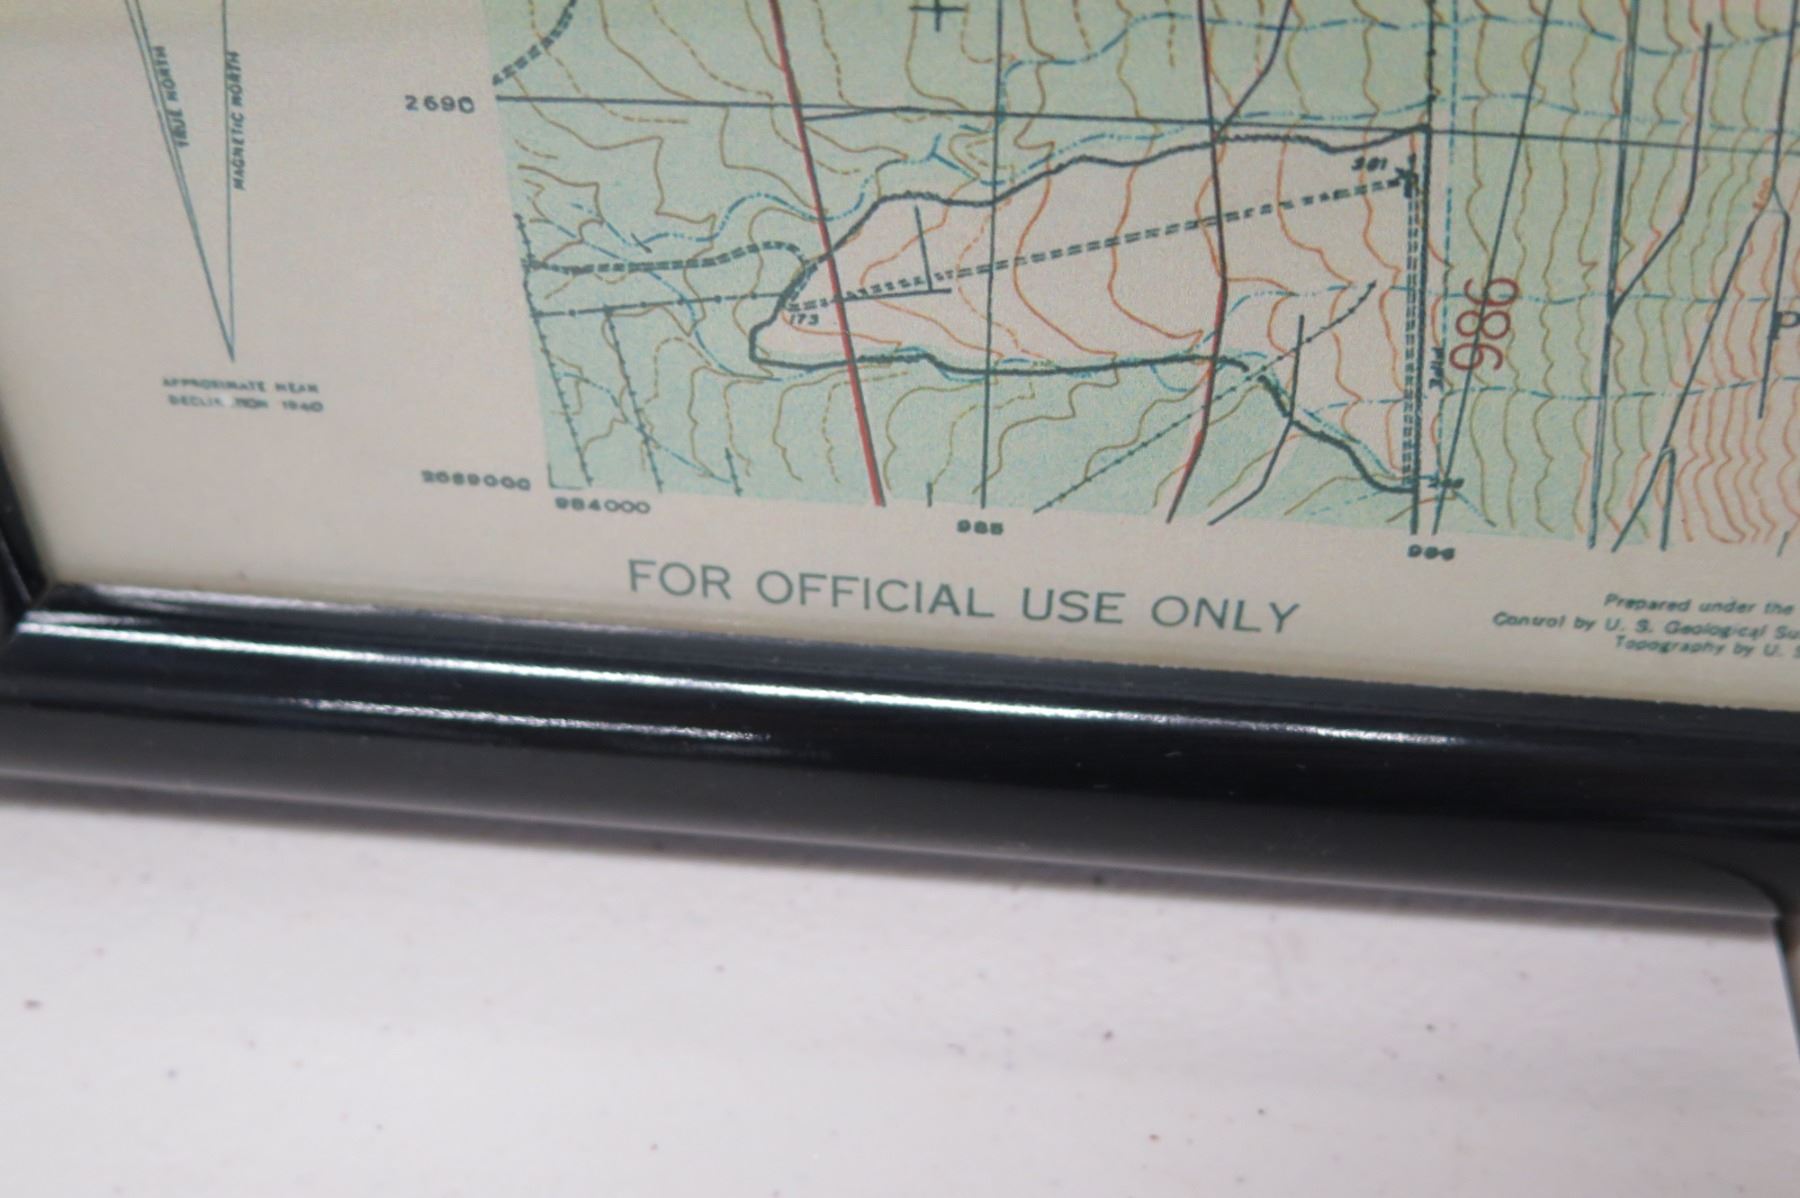 TRUE NORTH
MAGNETIC NORTH
APPROXIMATE MEAN
DECLINATION 1940
2690
281
173
986
2689000
984000
985
986
FOR OFFICIAL USE ONLY
Prepared under the
Control by U. S. Geological Su
Topography by U. S